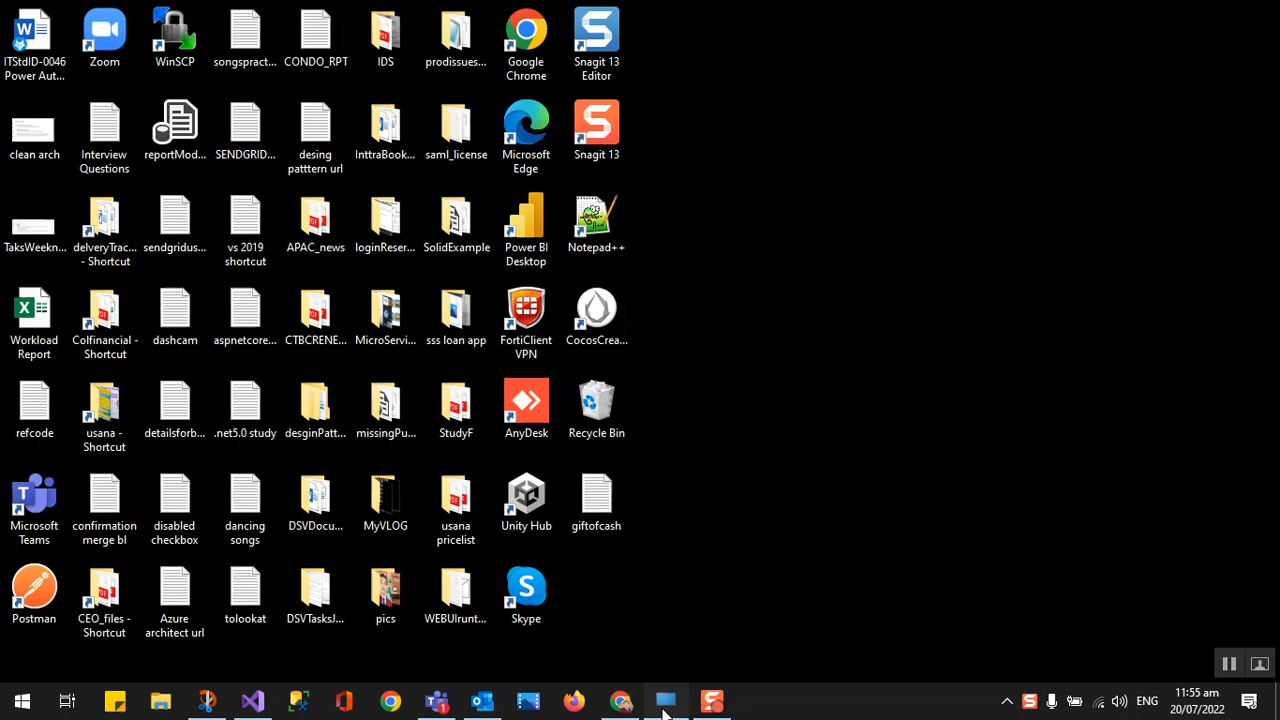 ITStdID-0046
Power Aut...
Zoom
WinSCP
songspract...
CONDO_RPT
IDS
prodissues...
Google
Chrome
Snagit 13
Editor
clean arch
Interview
Questions
reportMod...
SENDGRID...
desing
patttern url
InttraBook...
saml_license
Microsoft
Edge
Snagit 13
TaksWeekn...
delveryTrac...
- Shortcut
sendgridus...
vs 2019
shortcut
APAC_news
loginReser...
SolidExample
Power BI
Desktop
Notepad++
Workload
Report
Colfinancial -
Shortcut
dashcam
aspnetcore...
CTBCRENE...
MicroServi...
sss loan app
FortiClient
VPN
CocosCrea...
refcode
usana -
Shortcut
detailsforb...
.net5.0 study
desginPatt...
missingPu...
StudyF
AnyDesk
Recycle Bin
Microsoft
Teams
confirmation
merge bl
disabled
checkbox
dancing
songs
DSVDocu...
MyVLOG
usana
pricelist
Unity Hub
giftofcash
Postman
CEO_files -
Shortcut
Azure
architect url
tolookat
DSVTasksJ...
pics
WEBUIrunt...
Skype
ENG
11:55 am
20/07/2022